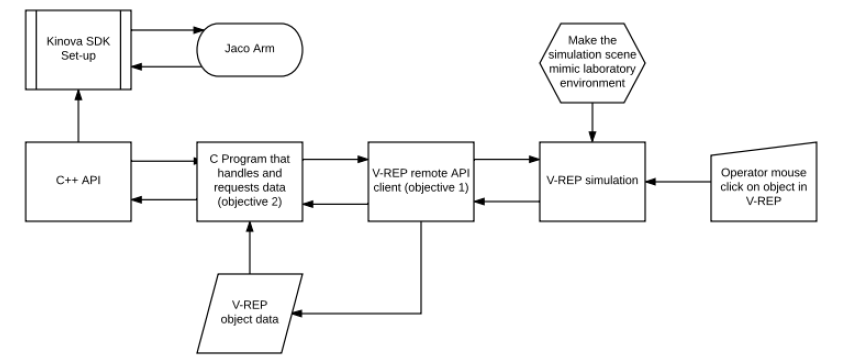 Kinova SDK
Set-up
Jaco Arm
Make the
simulation scene
mimic laboratory
environment
C++ API
C Program that
handles and
requests data
(objective 2)
V-REP remote API
client (objective 1)
V-REP simulation
Operator mouse
click on object in
V-REP
V-REP
object data